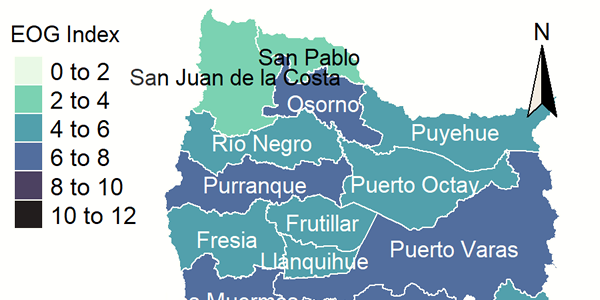 EOG Index
0 to 2
2 to 4
4 to 6
6 to 8
8 to 10
10 to 12
N
San Pablo
San Juan de la Costa
Osorno
Puyehue
Río Negro
Purranque
Puerto Octay
Frutillar
Fresia
Puerto Varas
Llanquihue